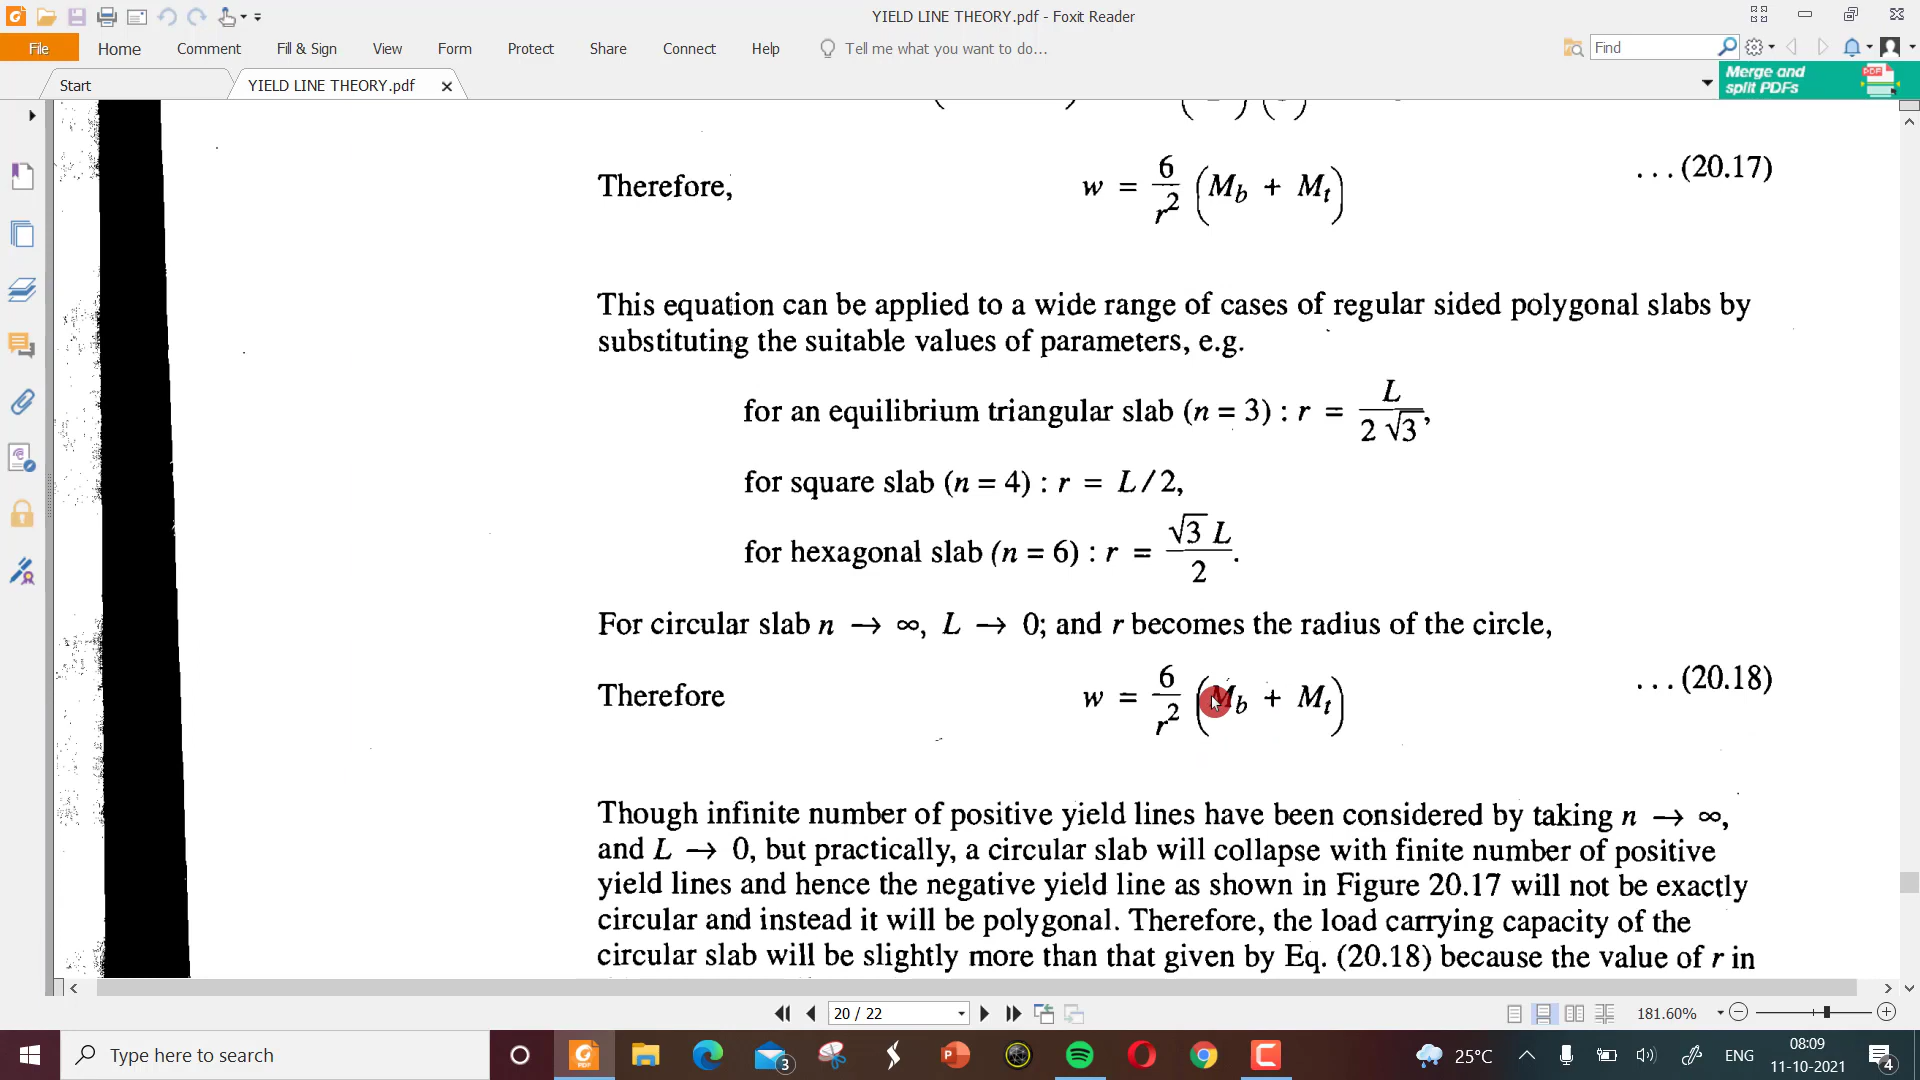 YIELD LINE THEORY.pdf - Foxit Reader
File Home Comment Fill & Sign View Form Protect Share Connect Help Tell me what you want to do... Find
Start YIELD LINE THEORY.pdf
Merge and
split PDFs
Therefore, w = 6/r² (M_b + M_t) ...(20.17)
This equation can be applied to a wide range of cases of regular sided polygonal slabs by
substituting the suitable values of parameters, e.g.
for an equilibrium triangular slab (n = 3) : r = L / 2 √3,
for square slab (n = 4) : r = L/2,
for hexagonal slab (n = 6) : r = √3 L / 2.
For circular slab n → ∞, L → 0; and r becomes the radius of the circle,
Therefore w = 6/r² (M_b + M_t) ...(20.18)
Though infinite number of positive yield lines have been considered by taking n → ∞,
and L → 0, but practically, a circular slab will collapse with finite number of positive
yield lines and hence the negative yield line as shown in Figure 20.17 will not be exactly
circular and instead it will be polygonal. Therefore, the load carrying capacity of the
circular slab will be slightly more than that given by Eq. (20.18) because the value of r in
20 / 22 181.60%
Type here to search 3 25°C ENG 08:09
11-10-2021 4